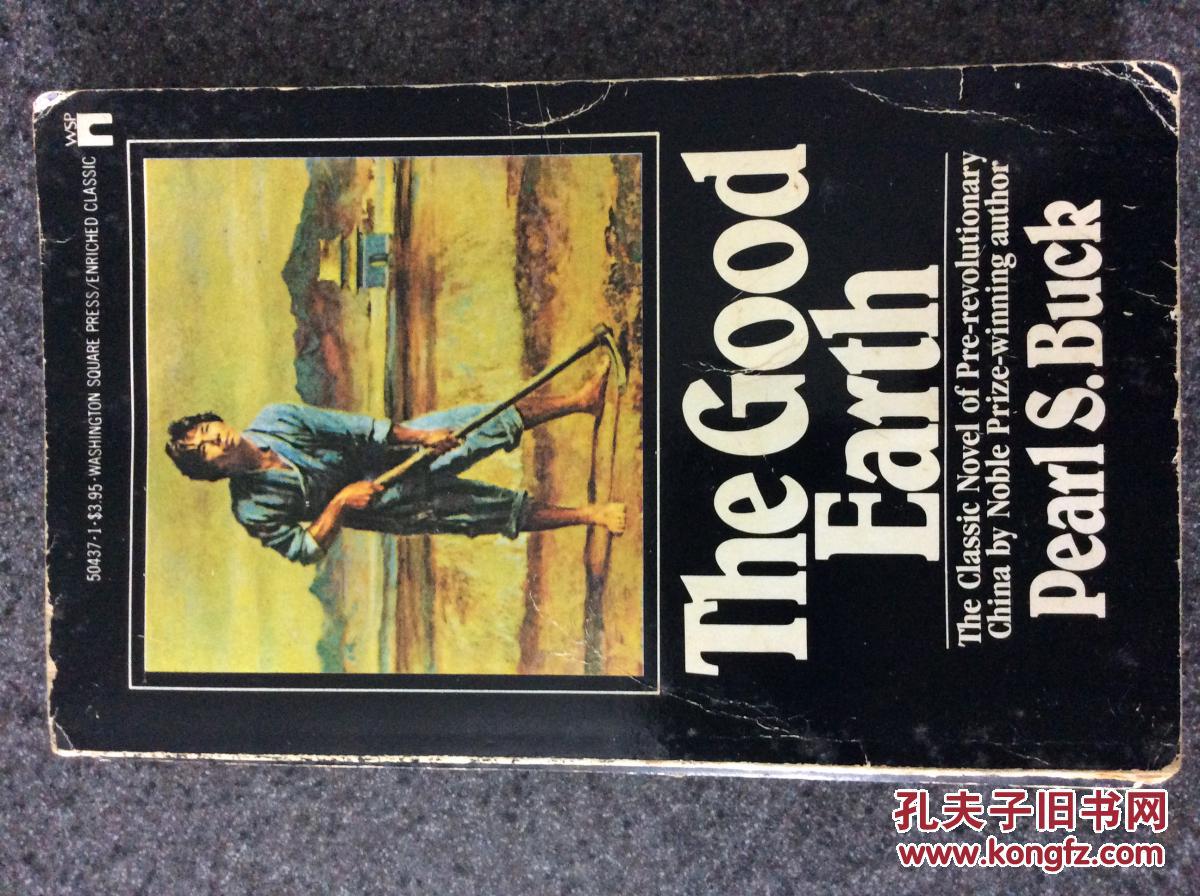 WSP
50437·1·$3.95·WASHINGTON SQUARE PRESS/ENRICHED CLASSIC
The Good
Earth
The Classic Novel of Pre-revolutionary
China by Noble Prize-winning author
Pearl S. Buck
孔夫子旧书网
www.kongfz.com